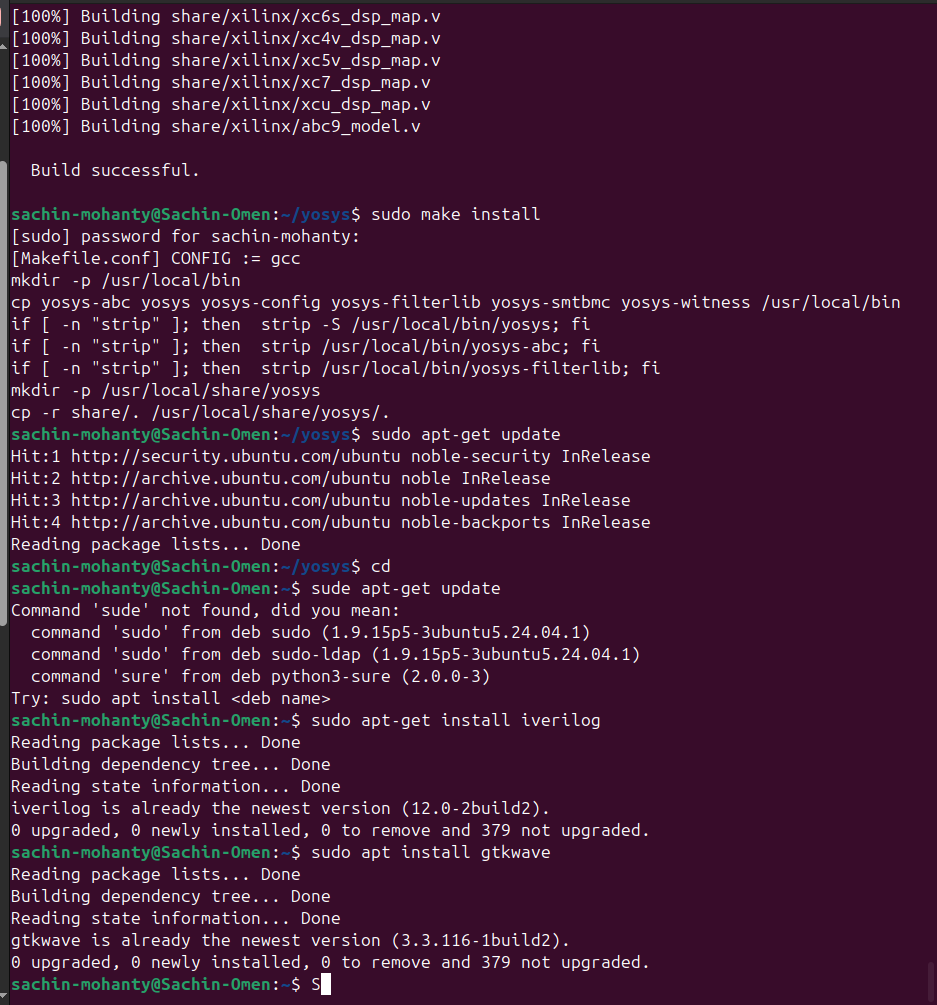 [100%] Building share/xilinx/xc6s_dsp_map.v
[100%] Building share/xilinx/xc4v_dsp_map.v
[100%] Building share/xilinx/xc5v_dsp_map.v
[100%] Building share/xilinx/xc7_dsp_map.v
[100%] Building share/xilinx/xcu_dsp_map.v
[100%] Building share/xilinx/abc9_model.v
Build successful.
sachin-mohanty@Sachin-Omen:~/yosys$ sudo make install
[sudo] password for sachin-mohanty:
[Makefile.conf] CONFIG := gcc
mkdir -p /usr/local/bin
cp yosys-abc yosys yosys-config yosys-filterlib yosys-smtbmc yosys-witness /usr/local/bin
if [ -n "strip" ]; then  strip -S /usr/local/bin/yosys; fi
if [ -n "strip" ]; then  strip /usr/local/bin/yosys-abc; fi
if [ -n "strip" ]; then  strip /usr/local/bin/yosys-filterlib; fi
mkdir -p /usr/local/share/yosys
cp -r share/. /usr/local/share/yosys/.
sachin-mohanty@Sachin-Omen:~/yosys$ sudo apt-get update
Hit:1 http://security.ubuntu.com/ubuntu noble-security InRelease
Hit:2 http://archive.ubuntu.com/ubuntu noble InRelease
Hit:3 http://archive.ubuntu.com/ubuntu noble-updates InRelease
Hit:4 http://archive.ubuntu.com/ubuntu noble-backports InRelease
Reading package lists... Done
sachin-mohanty@Sachin-Omen:~/yosys$ cd
sachin-mohanty@Sachin-Omen:~$ sude apt-get update
Command 'sude' not found, did you mean:
  command 'sudo' from deb sudo (1.9.15p5-3ubuntu5.24.04.1)
  command 'sudo' from deb sudo-ldap (1.9.15p5-3ubuntu5.24.04.1)
  command 'sure' from deb python3-sure (2.0.0-3)
Try: sudo apt install <deb name>
sachin-mohanty@Sachin-Omen:~$ sudo apt-get install iverilog
Reading package lists... Done
Building dependency tree... Done
Reading state information... Done
iverilog is already the newest version (12.0-2build2).
0 upgraded, 0 newly installed, 0 to remove and 379 not upgraded.
sachin-mohanty@Sachin-Omen:~$ sudo apt install gtkwave
Reading package lists... Done
Building dependency tree... Done
Reading state information... Done
gtkwave is already the newest version (3.3.116-1build2).
0 upgraded, 0 newly installed, 0 to remove and 379 not upgraded.
sachin-mohanty@Sachin-Omen:~$ S